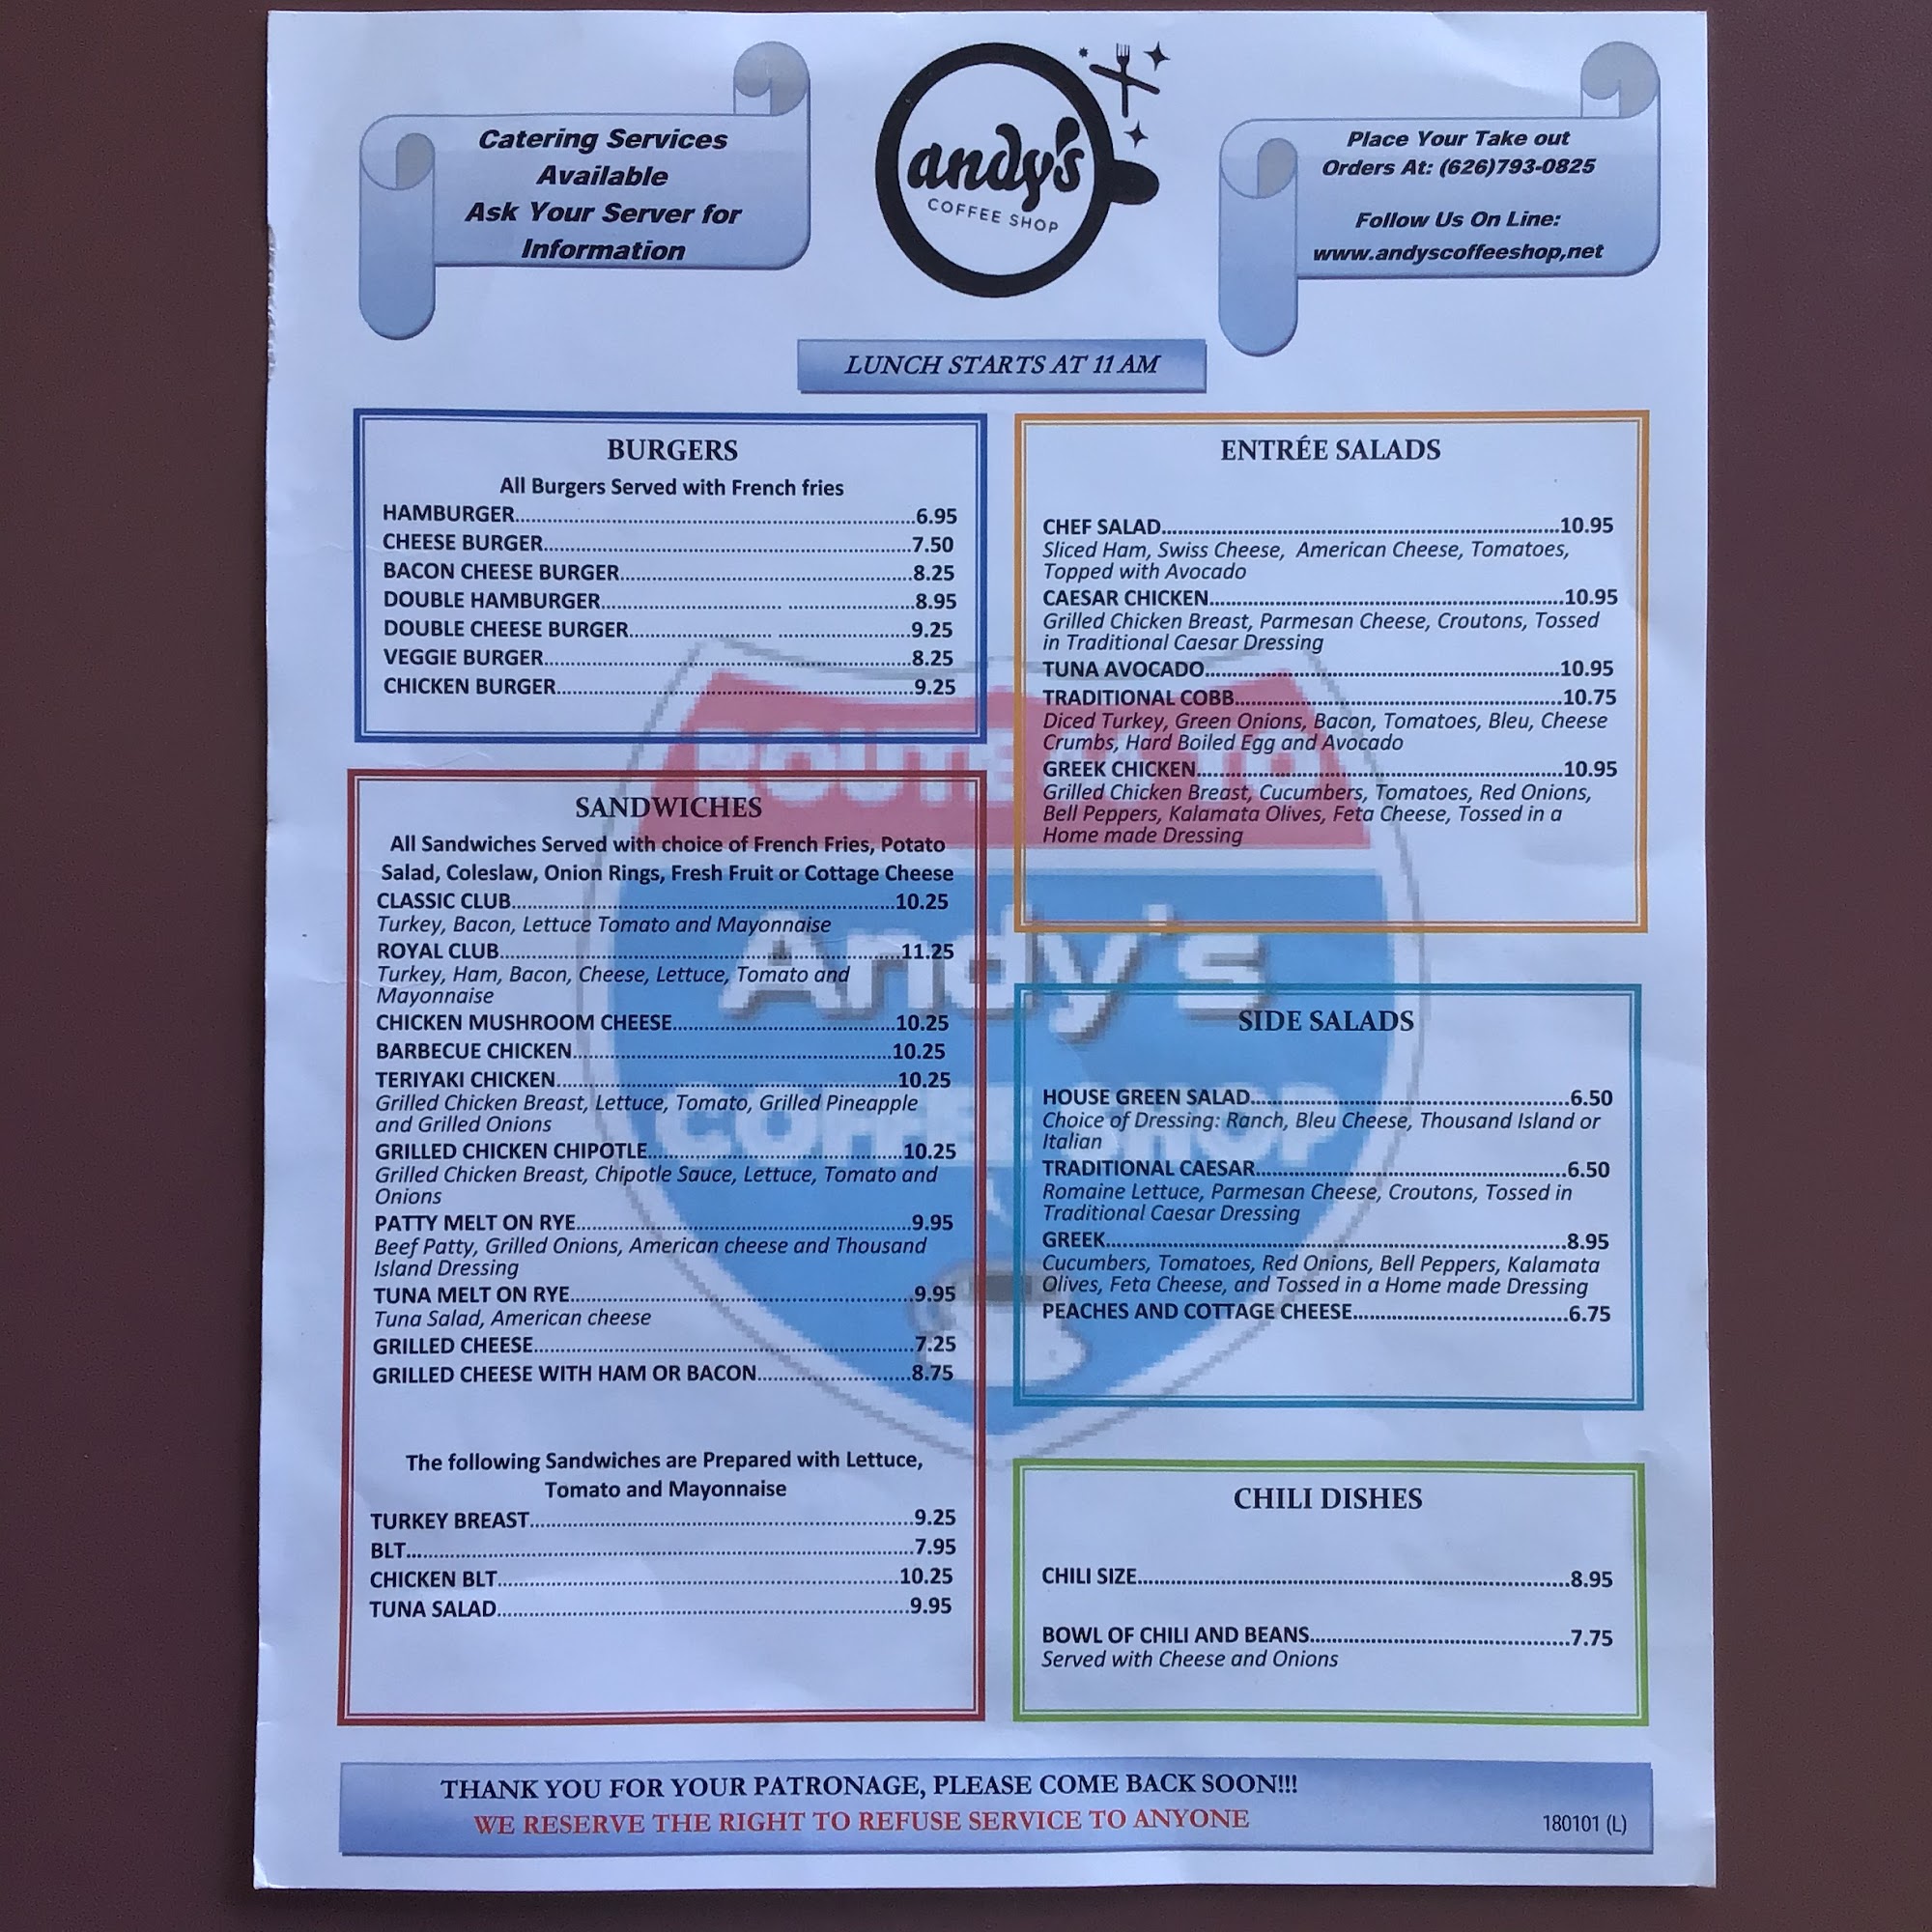 Catering Services
Available
Ask Your Server for
Information
andy's
COFFEE SHOP
Place Your Take out
Orders At: (626)793-0825
Follow Us On Line:
www.andyscoffeeshop,net
LUNCH STARTS AT 11 AM
BURGERS
All Burgers Served with French fries
HAMBURGER........6.95
CHEESE BURGER........7.50
BACON CHEESE BURGER........8.25
DOUBLE HAMBURGER........8.95
DOUBLE CHEESE BURGER........9.25
VEGGIE BURGER........8.25
CHICKEN BURGER........9.25
SANDWICHES
All Sandwiches Served with choice of French Fries, Potato
Salad, Coleslaw, Onion Rings, Fresh Fruit or Cottage Cheese
CLASSIC CLUB........10.25
Turkey, Bacon, Lettuce Tomato and Mayonnaise
ROYAL CLUB........11.25
Turkey, Ham, Bacon, Cheese, Lettuce, Tomato and
Mayonnaise
CHICKEN MUSHROOM CHEESE........10.25
BARBECUE CHICKEN........10.25
TERIYAKI CHICKEN........10.25
Grilled Chicken Breast, Lettuce, Tomato, Grilled Pineapple
and Grilled Onions
GRILLED CHICKEN CHIPOTLE........10.25
Grilled Chicken Breast, Chipotle Sauce, Lettuce, Tomato and
Onions
PATTY MELT ON RYE........9.95
Beef Patty, Grilled Onions, American cheese and Thousand
Island Dressing
TUNA MELT ON RYE........9.95
Tuna Salad, American cheese
GRILLED CHEESE........7.25
GRILLED CHEESE WITH HAM OR BACON........8.75
The following Sandwiches are Prepared with Lettuce,
Tomato and Mayonnaise
TURKEY BREAST........9.25
BLT........7.95
CHICKEN BLT........10.25
TUNA SALAD........9.95
ENTRÉE SALADS
CHEF SALAD........10.95
Sliced Ham, Swiss Cheese, American Cheese, Tomatoes,
Topped with Avocado
CAESAR CHICKEN........10.95
Grilled Chicken Breast, Parmesan Cheese, Croutons, Tossed
in Traditional Caesar Dressing
TUNA AVOCADO........10.95
TRADITIONAL COBB........10.75
Diced Turkey, Green Onions, Bacon, Tomatoes, Bleu, Cheese
Crumbs, Hard Boiled Egg and Avocado
GREEK CHICKEN........10.95
Grilled Chicken Breast, Cucumbers, Tomatoes, Red Onions,
Bell Peppers, Kalamata Olives, Feta Cheese, Tossed in a
Home made Dressing
SIDE SALADS
HOUSE GREEN SALAD........6.50
Choice of Dressing: Ranch, Bleu Cheese, Thousand Island or
Italian
TRADITIONAL CAESAR........6.50
Romaine Lettuce, Parmesan Cheese, Croutons, Tossed in
Traditional Caesar Dressing
GREEK........8.95
Cucumbers, Tomatoes, Red Onions, Bell Peppers, Kalamata
Olives, Feta Cheese, and Tossed in a Home made Dressing
PEACHES AND COTTAGE CHEESE........6.75
CHILI DISHES
CHILI SIZE........8.95
BOWL OF CHILI AND BEANS........7.75
Served with Cheese and Onions
Andy's
COFFEE SHOP
THANK YOU FOR YOUR PATRONAGE, PLEASE COME BACK SOON!!!
WE RESERVE THE RIGHT TO REFUSE SERVICE TO ANYONE
180101 (L)